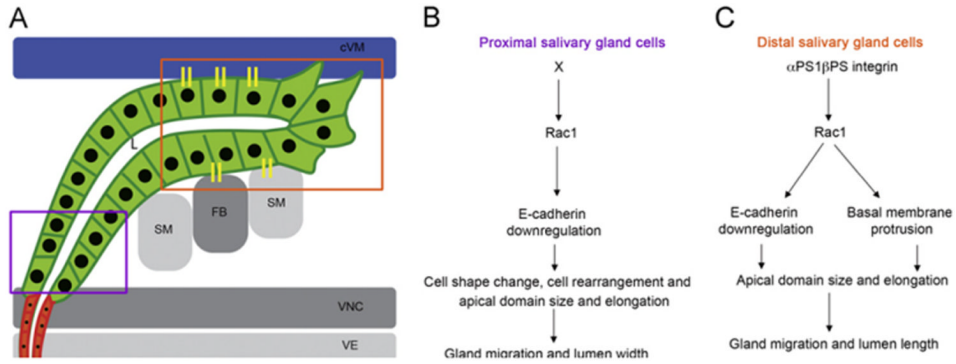 A
cVM
L
SM
FB
SM
VNC
VE
B
Proximal salivary gland cells
X
Rac1
E-cadherin
downregulation
Cell shape change, cell rearrangement and
apical domain size and elongation
Gland migration and lumen width
C
Distal salivary gland cells
αPS1βPS integrin
Rac1
E-cadherin
downregulation
Basal membrane
protrusion
Apical domain size and elongation
Gland migration and lumen length